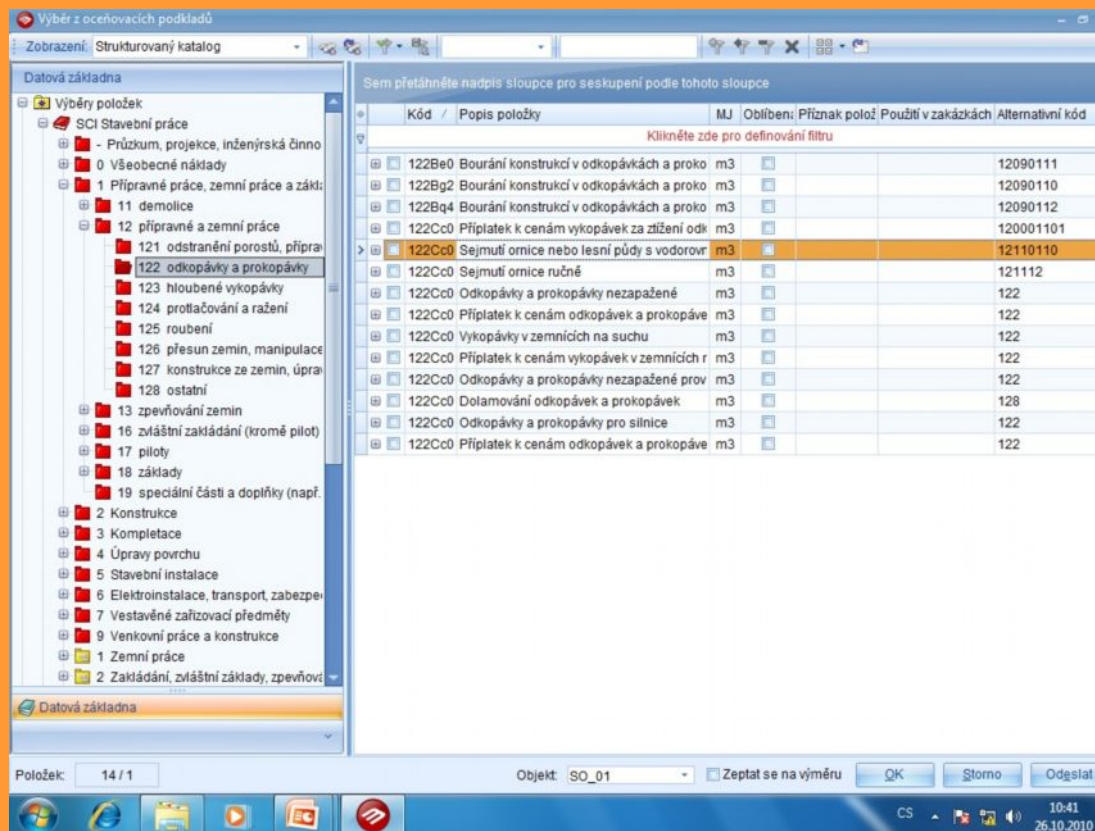 Výběr z oceňovacích podkladů
Zobrazení: Strukturovaný katalog
Datová základna
Výběry položek
SCI Stavební práce
- Průzkum, projekce, inženýrská činno
0 Všeobecné náklady
1 Přípravné práce, zemní práce a zákl
11 demolice
12 přípravné a zemní práce
121 odstranění porostů, přípra
122 odkopávky a prokopávky
123 hloubené vykopávky
124 protlačování a ražení
125 roubení
126 přesun zemin, manipulace
127 konstrukce ze zemin, úpra
128 ostatní
13 zpevňování zemin
16 zvláštní zakládání (kromě pilot)
17 piloty
18 základy
19 speciální části a doplňky (např.
2 Konstrukce
3 Kompletace
4 Úpravy povrchu
5 Stavební instalace
6 Elektroinstalace, transport, zabezpe
7 Vestavěné zařizovací předměty
9 Venkovní práce a konstrukce
1 Zemní práce
2 Zakládání, zvláštní základy, zpevňova
Datová základna
Sem přetáhněte nadpis sloupce pro seskupení podle tohoto sloupce
Kód / Popis položky MJ Oblíbena Příznak polož Použití v zakázkách Alternativní kód
Klikněte zde pro definování filtru
122Be0 Bourání konstrukcí v odkopávkách a proko m3 12090111
122Bg2 Bourání konstrukcí v odkopávkách a proko m3 12090110
122Bq4 Bourání konstrukcí v odkopávkách a proko m3 12090112
122Cc0 Příplatek k cenám vykopávek za ztížení odk m3 120001101
122Cc0 Sejmutí ornice nebo lesní půdy s vodorovr m3 12110110
122Cc0 Sejmutí ornice ručně m3 121112
122Cc0 Odkopávky a prokopávky nezapažené m3 122
122Cc0 Příplatek k cenám odkopávek a prokopáve m3 122
122Cc0 Vykopávky v zemnících na suchu m3 122
122Cc0 Příplatek k cenám vykopávek v zemnících r m3 122
122Cc0 Odkopávky a prokopávky nezapažené prov m3 122
122Cc0 Dolamování odkopávek a prokopávek m3 128
122Cc0 Odkopávky a prokopávky pro silnice m3 122
122Cc0 Příplatek k cenám odkopávek a prokopáve m3 122
Položek: 14 / 1 Objekt: SO_01 Zeptat se na výměru OK Storno Odeslat
CS 10:41
26.10.2010